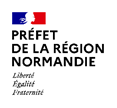 PRÉFET
DE LA RÉGION
NORMANDIE
Liberté
Égalité
Fraternité